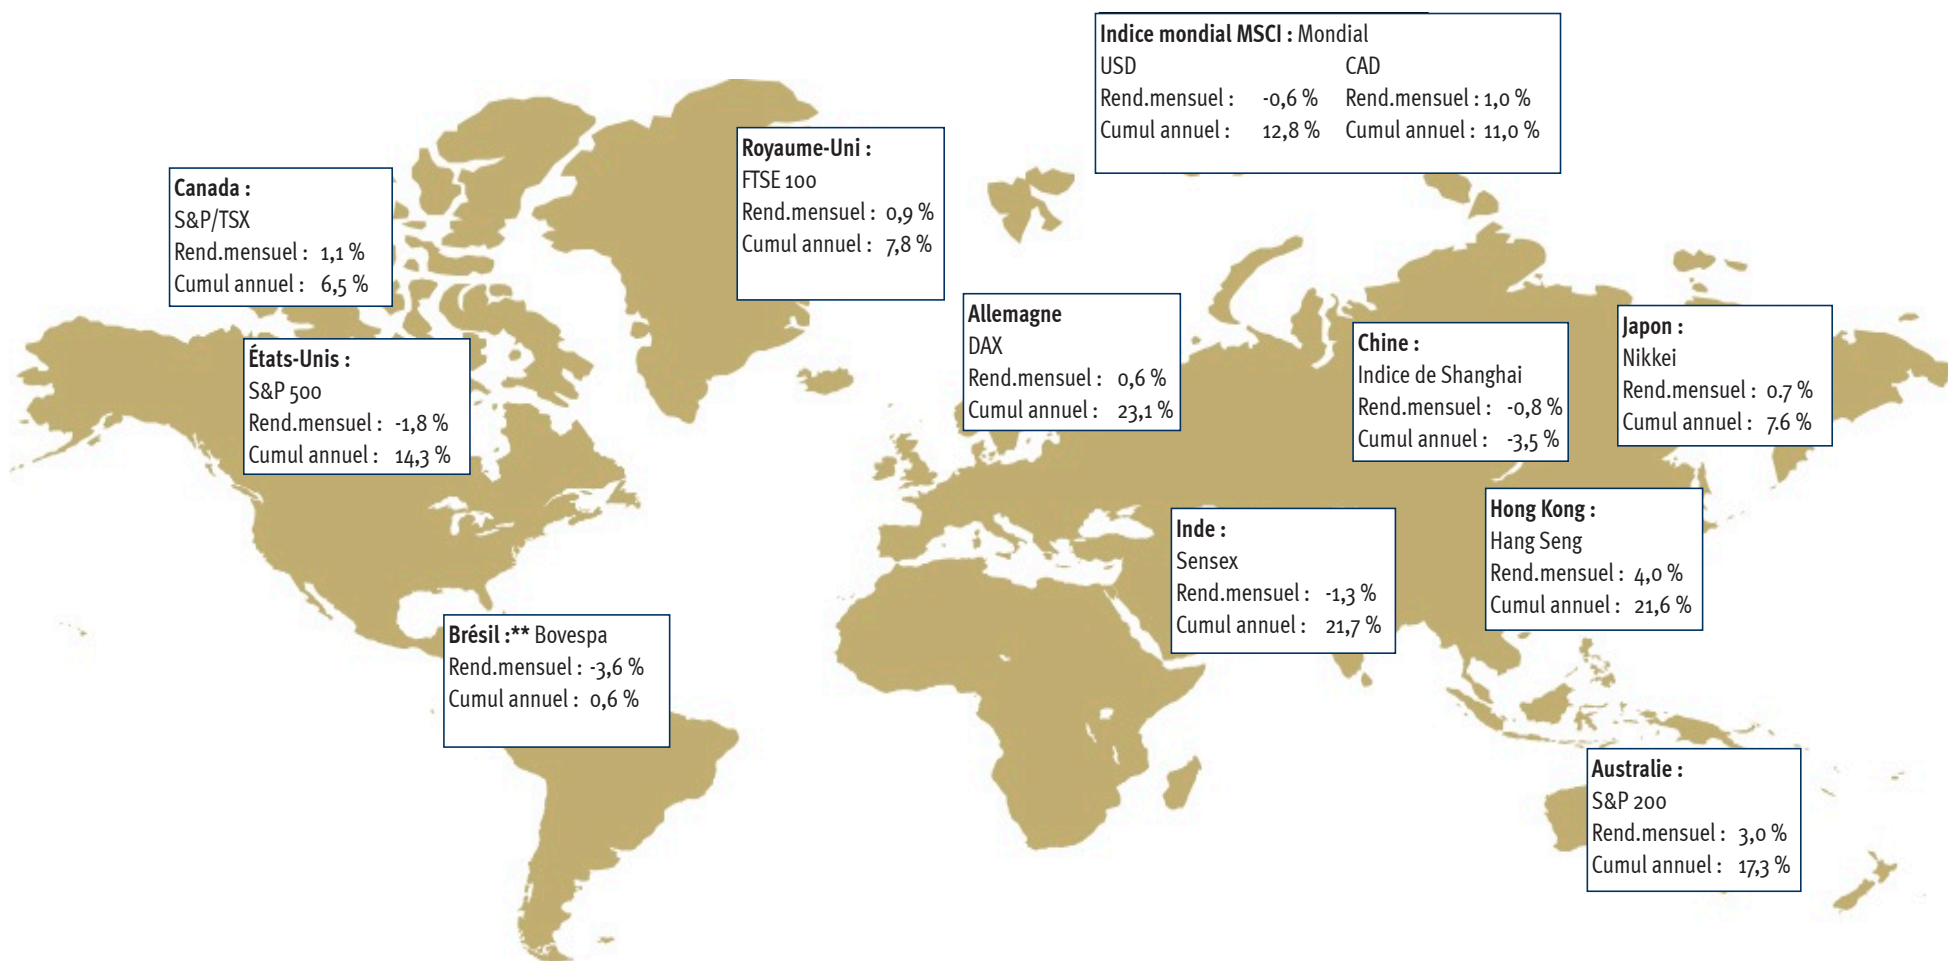 Indice mondial MSCI : Mondial
USD CAD
Rend.mensuel : -0,6 % Rend.mensuel : 1,0 %
Cumul annuel : 12,8 % Cumul annuel : 11,0 %
Royaume-Uni :
FTSE 100
Rend.mensuel : 0,9 %
Cumul annuel : 7,8 %
Canada :
S&P/TSX
Rend.mensuel : 1,1 %
Cumul annuel : 6,5 %
Allemagne
DAX
Rend.mensuel : 0,6 %
Cumul annuel : 23,1 %
Chine :
Indice de Shanghai
Rend.mensuel : -0,8 %
Cumul annuel : -3,5 %
Japon :
Nikkei
Rend.mensuel : 0.7 %
Cumul annuel : 7.6 %
États-Unis :
S&P 500
Rend.mensuel : -1,8 %
Cumul annuel : 14,3 %
Hong Kong :
Hang Seng
Rend.mensuel : 4,0 %
Cumul annuel : 21,6 %
Inde :
Sensex
Rend.mensuel : -1,3 %
Cumul annuel : 21,7 %
Brésil :** Bovespa
Rend.mensuel : -3,6 %
Cumul annuel : 0,6 %
Australie :
S&P 200
Rend.mensuel : 3,0 %
Cumul annuel : 17,3 %